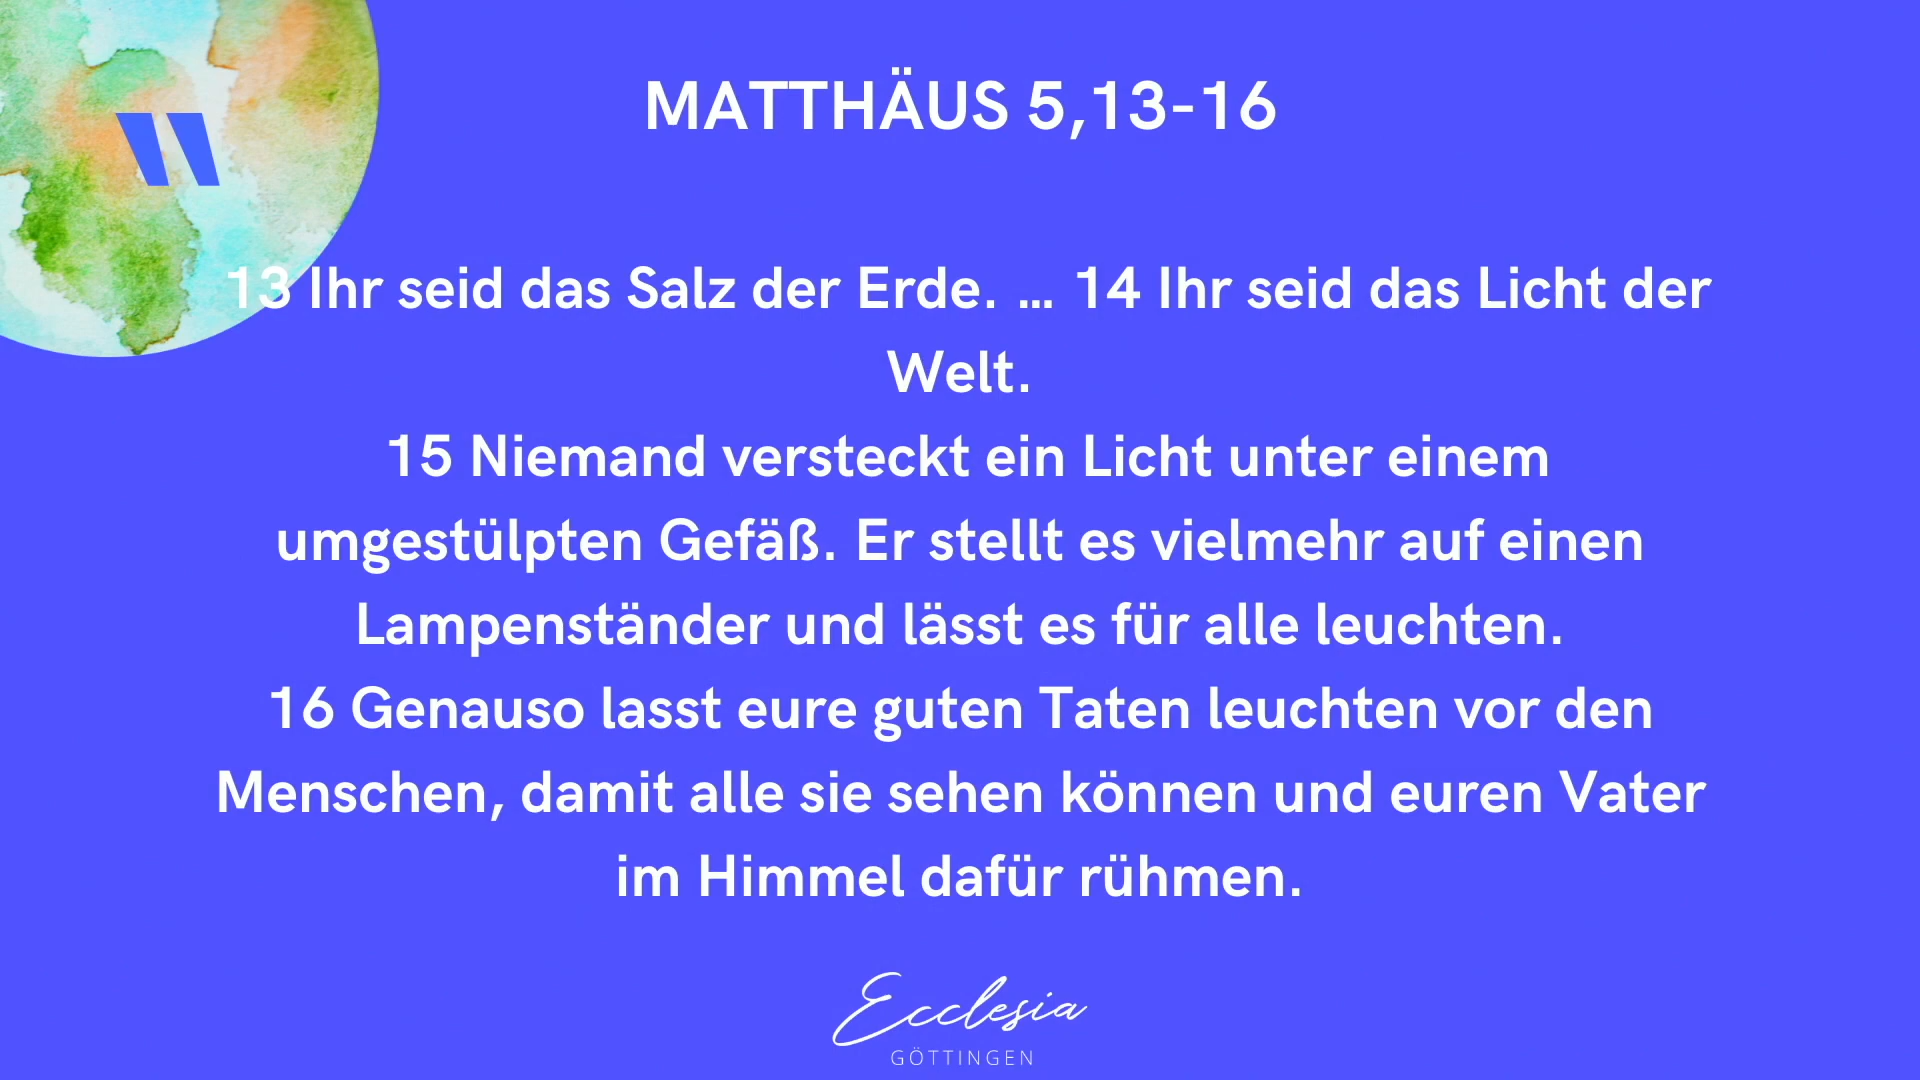 MATTHÄUS 5,13-16
13 Ihr seid das Salz der Erde. ... 14 Ihr seid das Licht der
Welt.
15 Niemand versteckt ein Licht unter einem
umgestülpten Gefäß. Er stellt es vielmehr auf einen
Lampenständer und lässt es für alle leuchten.
16 Genauso lasst eure guten Taten leuchten vor den
Menschen, damit alle sie sehen können und euren Vater
im Himmel dafür rühmen.
Ecclesia
GÖTTINGEN